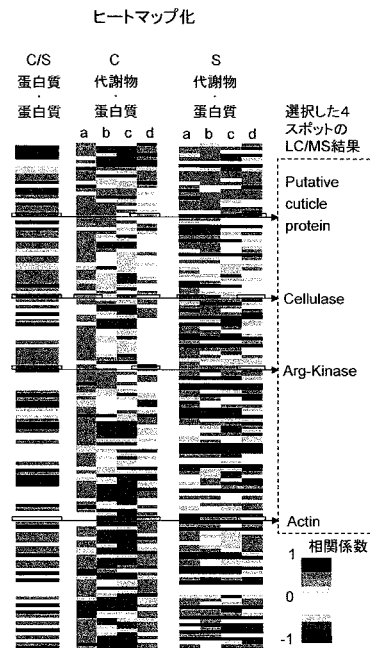 ヒートマップ化
C/S
蛋白質
・
蛋白質
C
代謝物
・
蛋白質
a b c d
S
代謝物
・
蛋白質
a b c d
選択した4
スポットの
LC/MS結果
Putative
cuticle
protein
Cellulase
Arg-Kinase
Actin
相関係数
1
0
-1